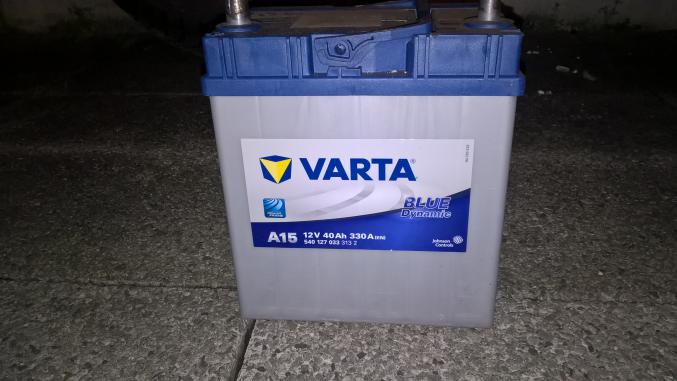 VARTA®
BLUE
Dynamic
A15 12V 40Ah 330A(EN)
540 127 033 313 2
Johnson
Controls